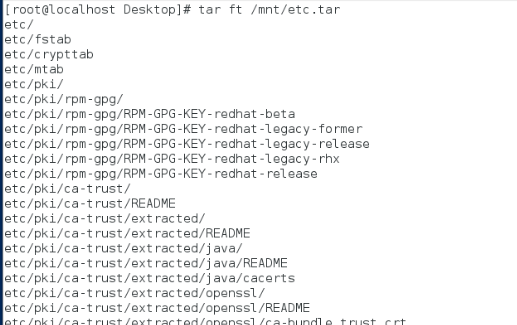 [root@localhost Desktop]# tar ft /mnt/etc.tar
etc/
etc/fstab
etc/crypttab
etc/mtab
etc/pki/
etc/pki/rpm-gpg/
etc/pki/rpm-gpg/RPM-GPG-KEY-redhat-beta
etc/pki/rpm-gpg/RPM-GPG-KEY-redhat-legacy-former
etc/pki/rpm-gpg/RPM-GPG-KEY-redhat-legacy-release
etc/pki/rpm-gpg/RPM-GPG-KEY-redhat-legacy-rhx
etc/pki/rpm-gpg/RPM-GPG-KEY-redhat-release
etc/pki/ca-trust/
etc/pki/ca-trust/README
etc/pki/ca-trust/extracted/
etc/pki/ca-trust/extracted/README
etc/pki/ca-trust/extracted/java/
etc/pki/ca-trust/extracted/java/README
etc/pki/ca-trust/extracted/java/cacerts
etc/pki/ca-trust/extracted/openssl/
etc/pki/ca-trust/extracted/openssl/README
etc/pki/ca-trust/extracted/openssl/ca-bundle.trust.crt